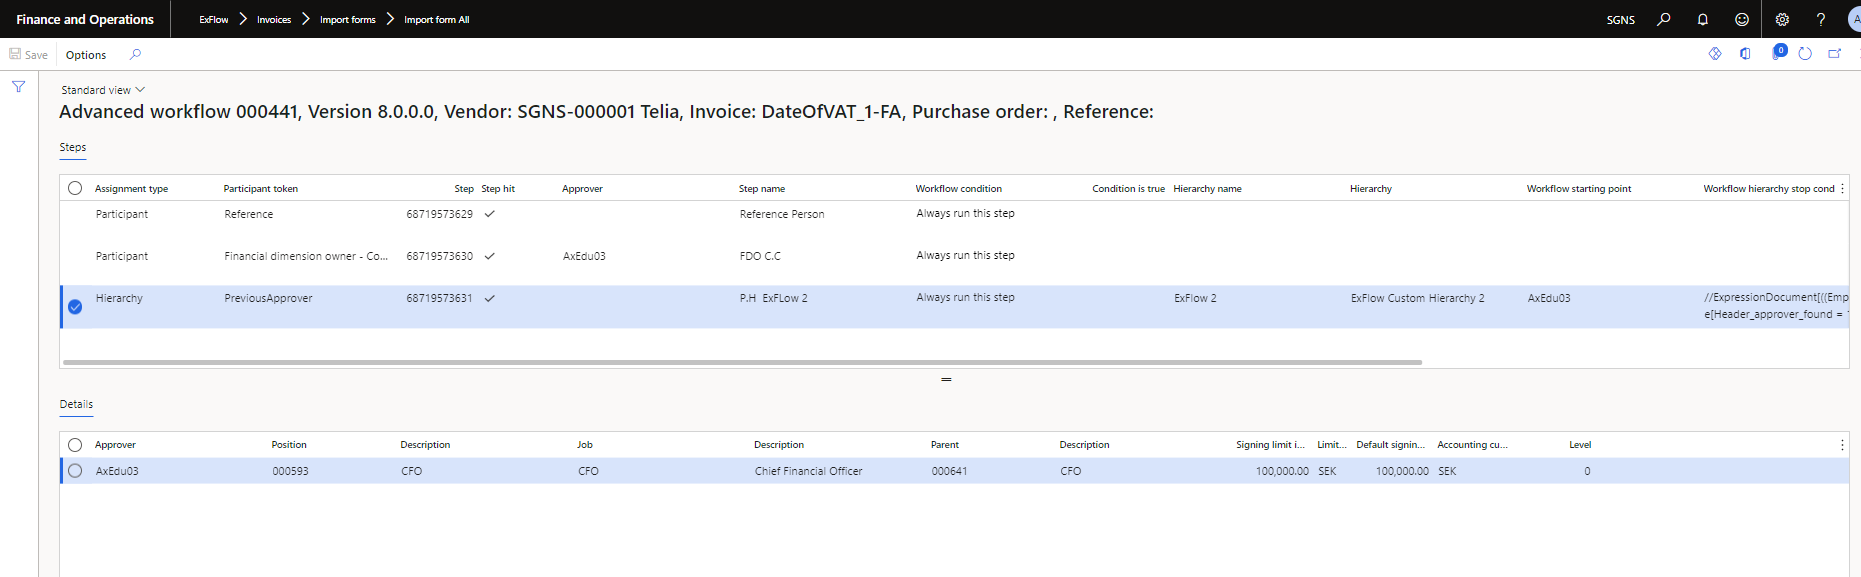 Finance and Operations ExFlow Invoices Import forms Import form All SGNS ? A
Save Options 0
Standard view
Advanced workflow 000441, Version 8.0.0.0, Vendor: SGNS-000001 Telia, Invoice: DateOfVAT_1-FA, Purchase order: , Reference:
Steps
Assignment type Participant token Step Step hit Approver Step name Workflow condition Condition is true Hierarchy name Hierarchy Workflow starting point Workflow hierarchy stop cond
Participant Reference 68719573629 Reference Person Always run this step
Participant Financial dimension owner - Co... 68719573630 AxEdu03 FDO C.C Always run this step
Hierarchy PreviousApprover 68719573631 P.H ExFLow 2 Always run this step ExFlow 2 ExFlow Custom Hierarchy 2 AxEdu03 //ExpressionDocument[((Emp
e[Header_approver_found =
Details
Approver Position Description Job Description Parent Description Signing limit i... Limit... Default signin... Accounting cu... Level
AxEdu03 000593 CFO CFO Chief Financial Officer 000641 CFO 100,000.00 SEK 100,000.00 SEK 0